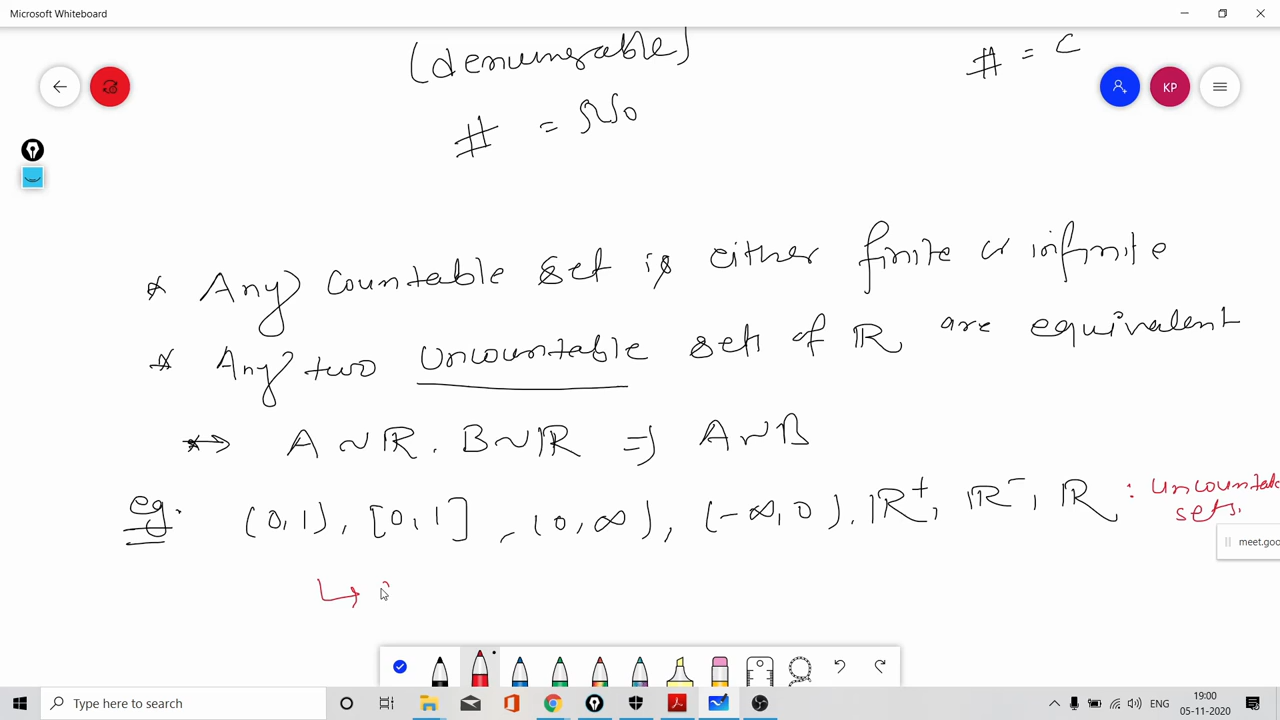 Microsoft Whiteboard
(denumerable)
# = c
# = ℵ₀
KP
* Any countable set is either finite or infinite
* Any two uncountable sets of ℝ are equivalent
A ~ ℝ, B ~ ℝ ⇒ A ~ B
eg. (0,1), [0,1], (0,∞), (-∞,0), ℝ⁺, ℝ⁻, ℝ : uncountable
sets.
meet.goo
↳
Type here to search
ENG
19:00
05-11-2020